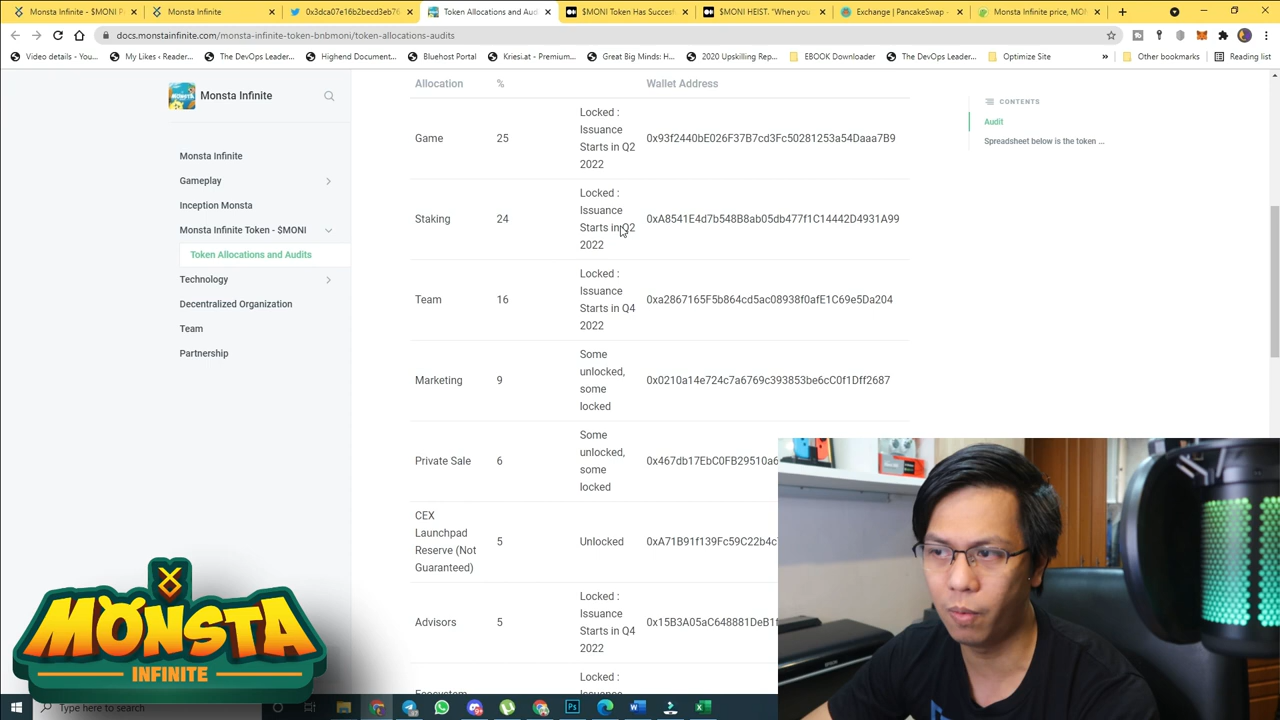 Monsta Infinite - $MONI P
Monsta Infinite
0x3dca07e16b2becd3eb76
Token Allocations and Aud
$MONI Token Has Succesf
$MONI HEIST. "When you
Exchange | PancakeSwap -
Monsta Infinite price, MON
docs.monstainfinite.com/monsta-infinite-token-bnbmoni/token-allocations-audits
Video details - You...
My Likes - Reader...
The DevOps Leader...
Highend Document...
Bluehost Portal
Kriesi.at - Premium...
Great Big Minds: H...
2020 Upskilling Rep...
EBOOK Downloader
The DevOps Leader...
Optimize Site
»
Other bookmarks
Reading list
Monsta Infinite
Monsta Infinite
Gameplay
Inception Monsta
Monsta Infinite Token - $MONI
Token Allocations and Audits
Technology
Decentralized Organization
Team
Partnership
Allocation % Wallet Address
Game 25
Locked :
Issuance
Starts in Q2
2022
0x93f2440bE026F37B7cd3Fc50281253a54Daaa7B9
Staking 24
Locked :
Issuance
Starts in Q2
2022
0xA8541E4d7b548B8ab05db477f1C14442D4931A99
Team 16
Locked :
Issuance
Starts in Q4
2022
0xa2867165F5b864cd5ac08938f0afE1C69e5Da204
Marketing 9
Some
unlocked,
some
locked
0x0210a14e724c7a6769c393853be6cC0f1Dff2687
Private Sale 6
Some
unlocked,
some
locked
0x467db17EbC0FB29510a6
CEX
Launchpad
Reserve (Not
Guaranteed)
5
Unlocked
0xA71B91f139Fc59C22b4c
Advisors 5
Locked :
Issuance
Starts in Q4
2022
0x15B3A05aC648881DeB1f
Ecosystem
Locked :
Issuance
CONTENTS
Audit
Spreadsheet below is the token ...
MONSTA
INFINITE
Type here to search